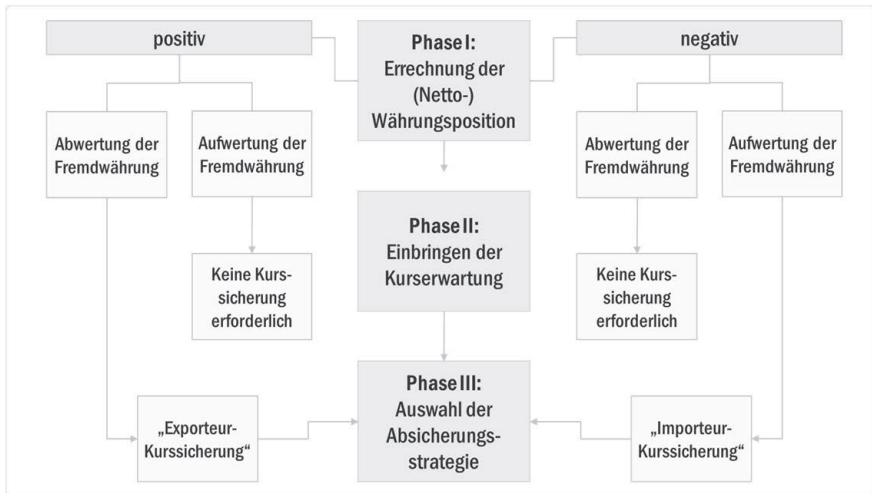 positiv
Phase I:
Errechnung der
(Netto-)
Währungsposition
negativ
Abwertung der
Fremdwährung
Aufwertung der
Fremdwährung
Abwertung der
Fremdwährung
Aufwertung der
Fremdwährung
Phase II:
Einbringen der
Kurserwartung
Keine Kurs-
sicherung
erforderlich
Keine Kurs-
sicherung
erforderlich
Phase III:
Auswahl der
Absicherungs-
strategie
„Exporteur-
Kurssicherung“
„Importeur-
Kurssicherung“